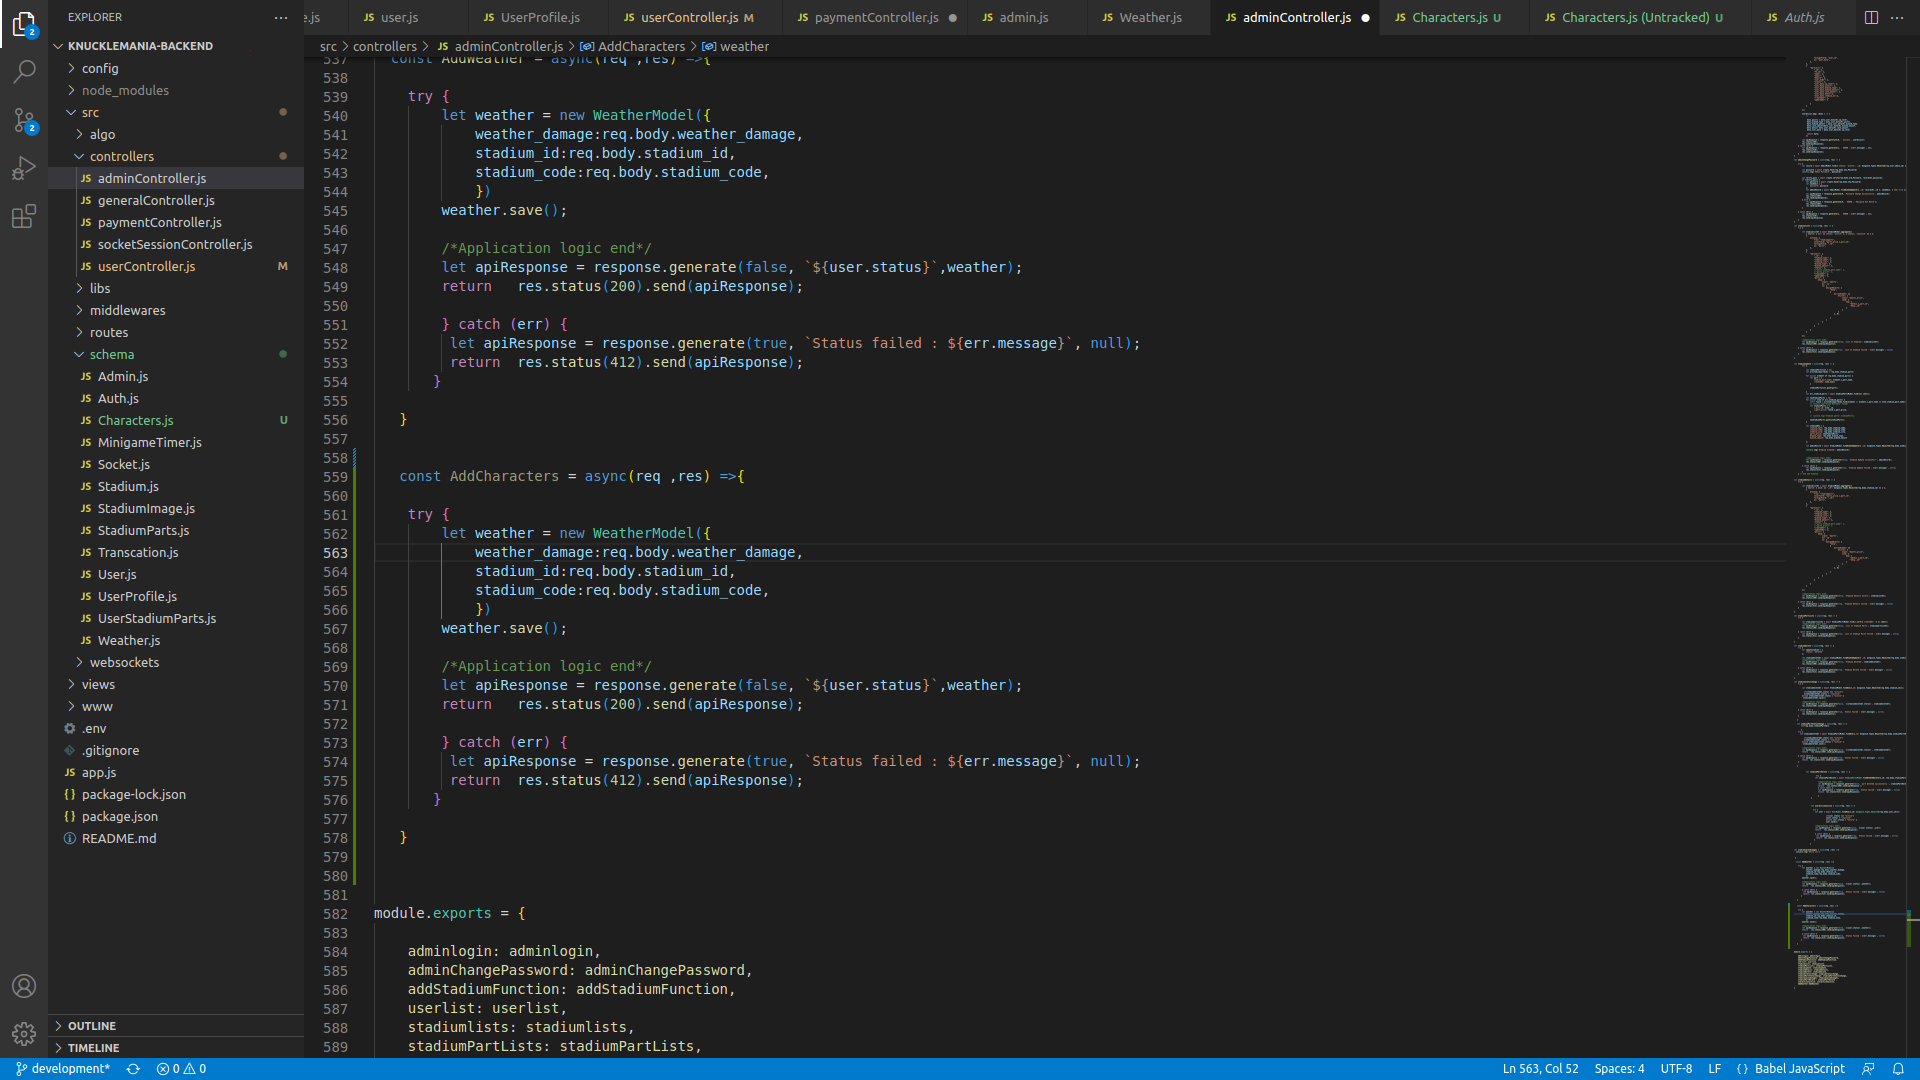 EXPLORER
e.js
JS user.js
JS UserProfile.js
JS userController.js M
JS paymentController.js
JS admin.js
JS Weather.js
JS adminController.js
JS Characters.js U
JS Characters.js (Untracked) U
JS Auth.js
src > controllers > JS adminController.js > AddCharacters > weather
KNUCKLEMANIA-BACKEND
config
node_modules
src
algo
controllers
JS adminController.js
JS generalController.js
JS paymentController.js
JS socketSessionController.js
JS userController.js M
libs
middlewares
routes
schema
JS Admin.js
JS Auth.js
JS Characters.js U
JS MinigameTimer.js
JS Socket.js
JS Stadium.js
JS StadiumImage.js
JS StadiumParts.js
JS Transcation.js
JS User.js
JS UserProfile.js
JS UserStadiumParts.js
JS Weather.js
websockets
views
www
.env
.gitignore
JS app.js
{} package-lock.json
{} package.json
README.md
OUTLINE
TIMELINE
537 const AddWeather = async(req ,res) =>{
538
539 try {
540 let weather = new WeatherModel({
541 weather_damage:req.body.weather_damage,
542 stadium_id:req.body.stadium_id,
543 stadium_code:req.body.stadium_code,
544 })
545 weather.save();
546
547 /*Application logic end*/
548 let apiResponse = response.generate(false, `${user.status}`,weather);
549 return res.status(200).send(apiResponse);
550
551 } catch (err) {
552 let apiResponse = response.generate(true, `Status failed : ${err.message}`, null);
553 return res.status(412).send(apiResponse);
554 }
555
556 }
557
558
559 const AddCharacters = async(req ,res) =>{
560
561 try {
562 let weather = new WeatherModel({
563 weather_damage:req.body.weather_damage,
564 stadium_id:req.body.stadium_id,
565 stadium_code:req.body.stadium_code,
566 })
567 weather.save();
568
569 /*Application logic end*/
570 let apiResponse = response.generate(false, `${user.status}`,weather);
571 return res.status(200).send(apiResponse);
572
573 } catch (err) {
574 let apiResponse = response.generate(true, `Status failed : ${err.message}`, null);
575 return res.status(412).send(apiResponse);
576 }
577
578 }
579
580
581
582 module.exports = {
583
584 adminlogin: adminlogin,
585 adminChangePassword: adminChangePassword,
586 addStadiumFunction: addStadiumFunction,
587 userlist: userlist,
588 stadiumlists: stadiumlists,
589 stadiumPartLists: stadiumPartLists,
2
2
development* 0 0 Ln 563, Col 52 Spaces: 4 UTF-8 LF {} Babel JavaScript